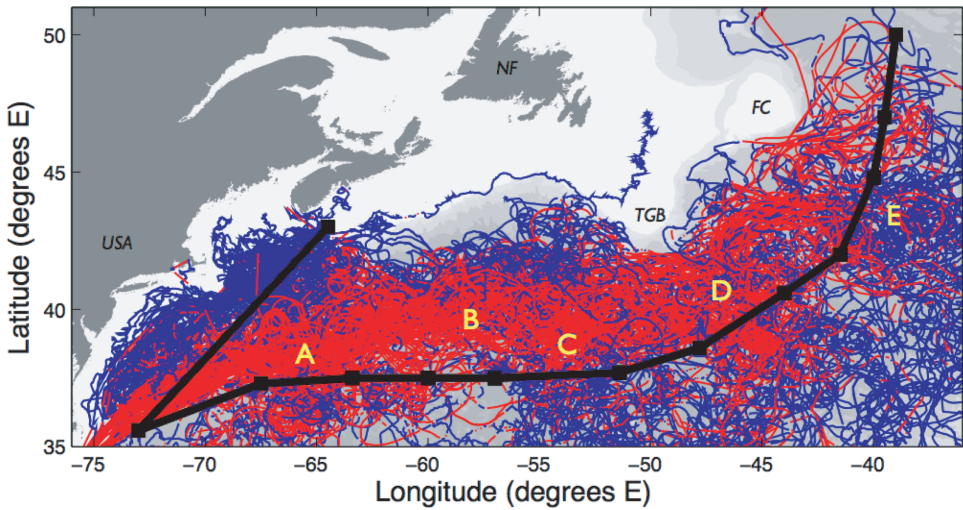 50
45
40
35
Latitude (degrees E)
NF
FC
TGB
USA
E
D
B
C
A
−75 −70 −65 −60 −55 −50 −45 −40
Longitude (degrees E)